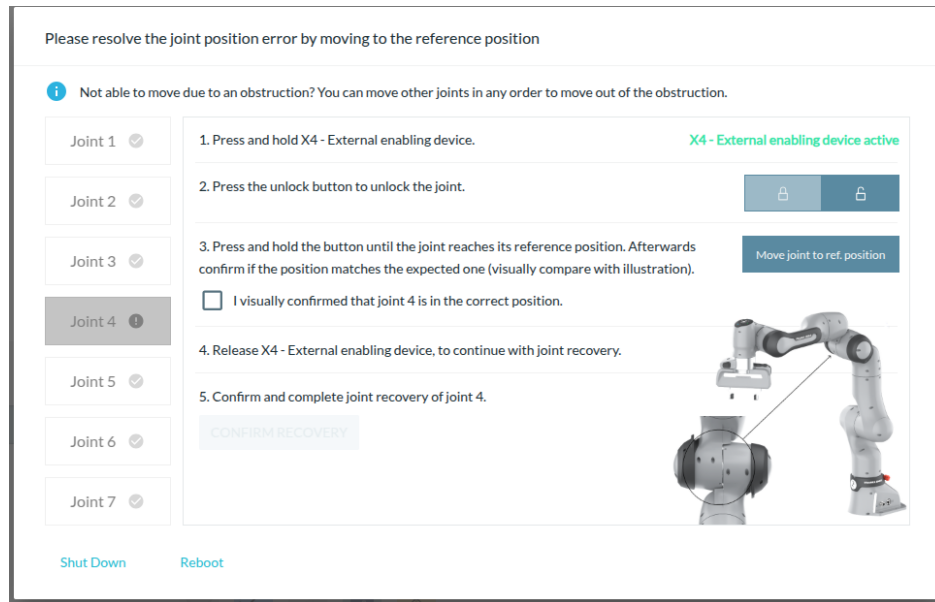 Please resolve the joint position error by moving to the reference position
Not able to move due to an obstruction? You can move other joints in any order to move out of the obstruction.
Joint 1
Joint 2
Joint 3
Joint 4
Joint 5
Joint 6
Joint 7
1. Press and hold X4 - External enabling device.
X4 - External enabling device active
2. Press the unlock button to unlock the joint.
3. Press and hold the button until the joint reaches its reference position. Afterwards
confirm if the position matches the expected one (visually compare with illustration).
Move joint to ref. position
I visually confirmed that joint 4 is in the correct position.
4. Release X4 - External enabling device, to continue with joint recovery.
5. Confirm and complete joint recovery of joint 4.
CONFIRM RECOVERY
Shut Down
Reboot